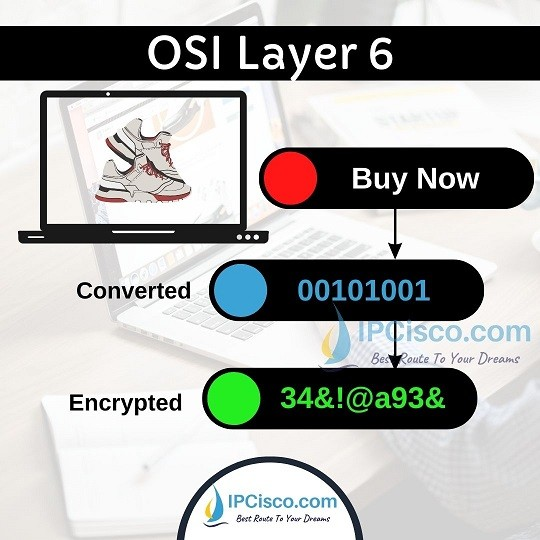 OSI Layer 6
Buy Now
Converted
00101001
IPCisco.com
Best Route To Your Dreams
Encrypted
34&!@a93&
IPCisco.com
Best Route To Your Dreams